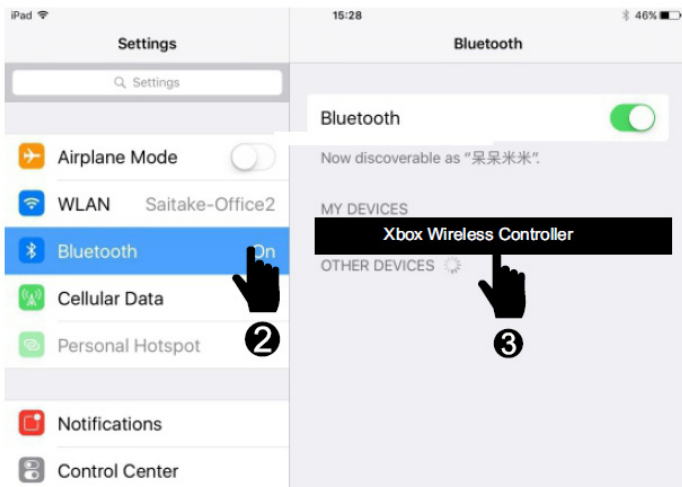 iPad 15:28 46%
Settings
Bluetooth
Settings
Airplane Mode
WLAN Saitake-Office2
Bluetooth On
Cellular Data
Personal Hotspot
Notifications
Control Center
Bluetooth
Now discoverable as “呆呆米米”.
MY DEVICES
Xbox Wireless Controller
OTHER DEVICES
2
3